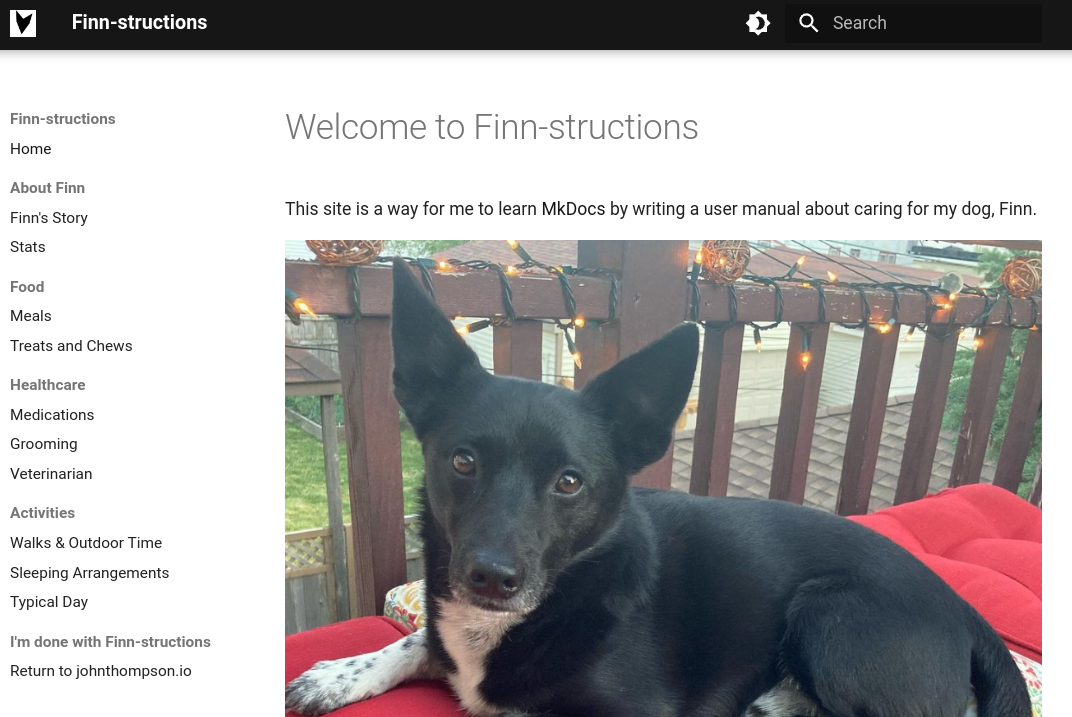 Finn-structions
Search
Finn-structions
Home
About Finn
Finn's Story
Stats
Food
Meals
Treats and Chews
Healthcare
Medications
Grooming
Veterinarian
Activities
Walks & Outdoor Time
Sleeping Arrangements
Typical Day
I'm done with Finn-structions
Return to johnthompson.io
Welcome to Finn-structions
This site is a way for me to learn MkDocs by writing a user manual about caring for my dog, Finn.